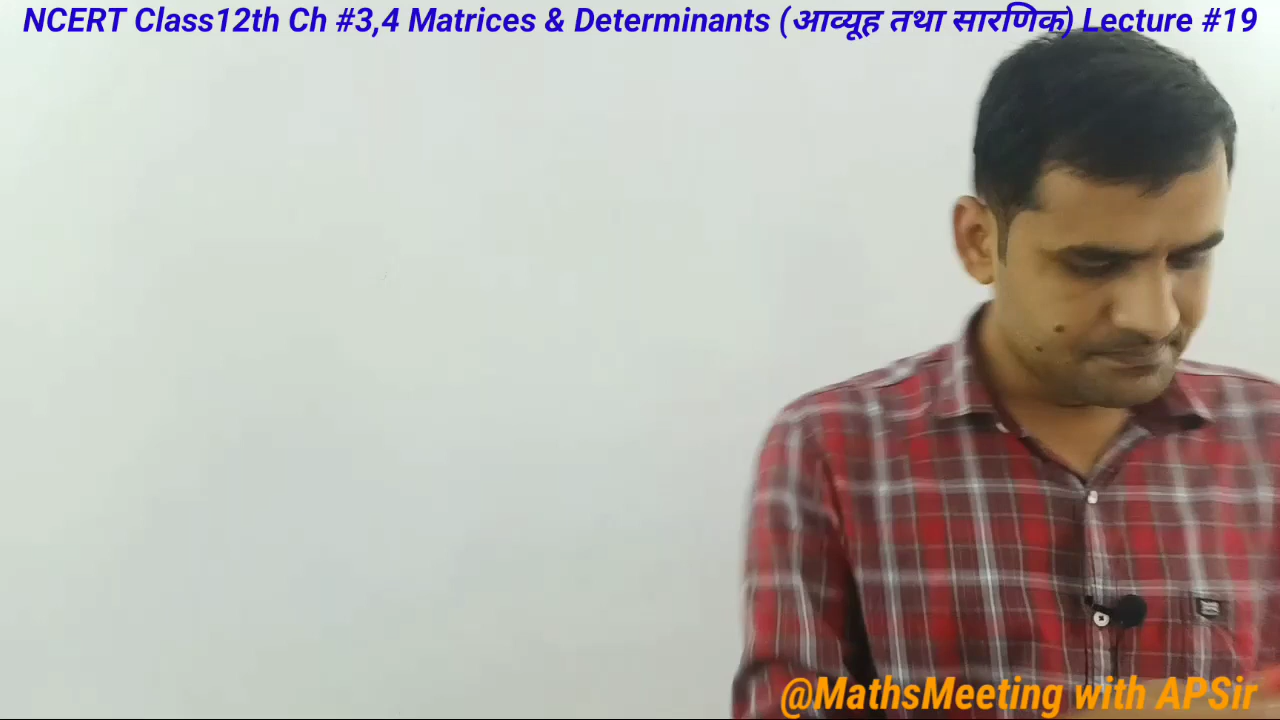 NCERT Class12th Ch #3,4 Matrices & Determinants (आव्यूह तथा सारणिक) Lecture #19
@MathsMeeting with APSir